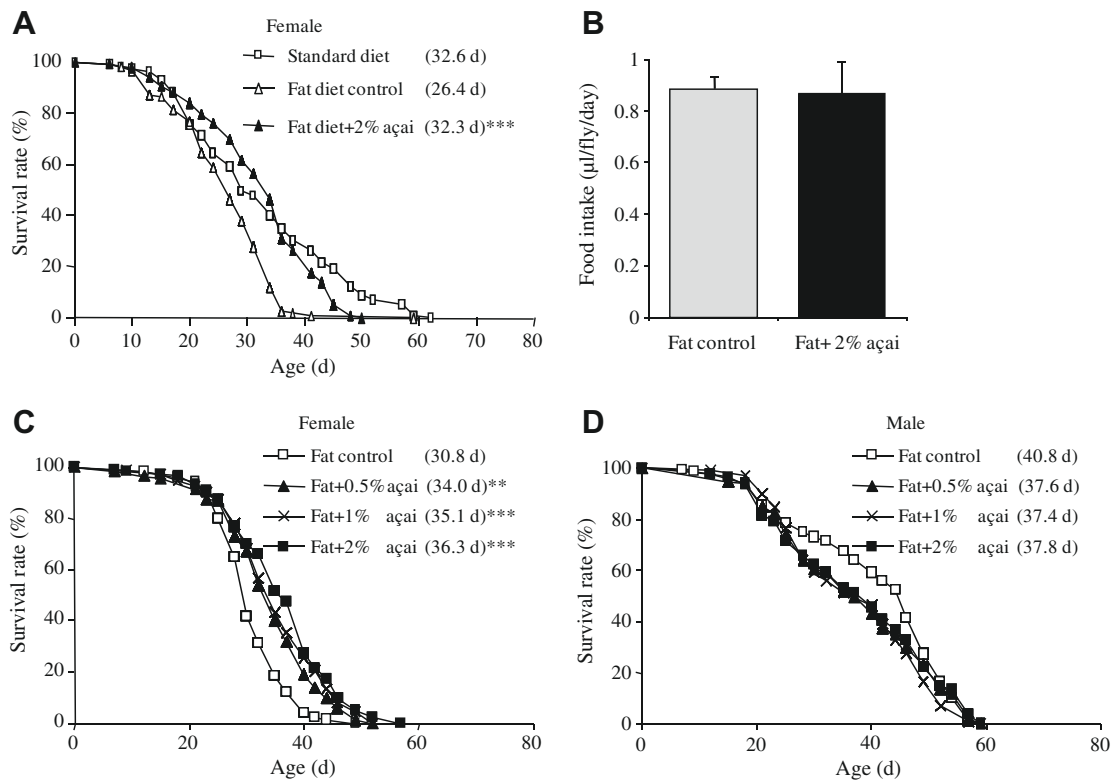 A
Female
Standard diet (32.6 d)
Fat diet control (26.4 d)
Fat diet+2% açai (32.3 d)***
Survival rate (%)
100
80
60
40
20
0
0 10 20 30 40 50 60 70 80
Age (d)
B
Food intake (µl/fly/day)
1
0.8
0.6
0.4
0.2
0
Fat control Fat+ 2% açai
C
Female
Fat control (30.8 d)
Fat+0.5% açai (34.0 d)**
Fat+1% açai (35.1 d)***
Fat+2% açai (36.3 d)***
Survival rate (%)
100
80
60
40
20
0
0 20 40 60 80
Age (d)
D
Male
Fat control (40.8 d)
Fat+0.5% açai (37.6 d)
Fat+1% açai (37.4 d)
Fat+2% açai (37.8 d)
Survival rate (%)
100
80
60
40
20
0
0 20 40 60 80
Age (d)